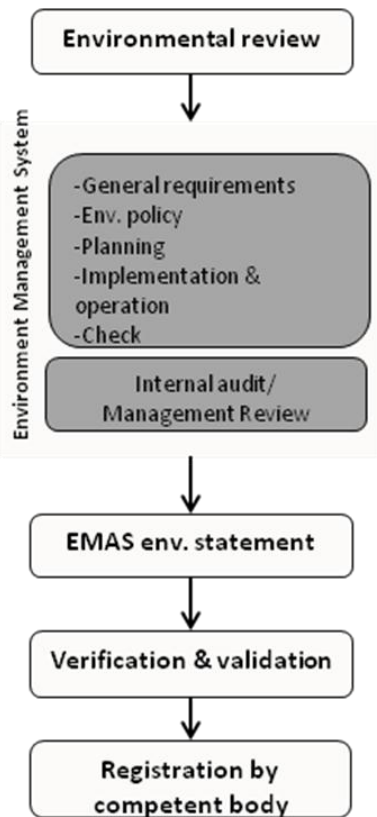 Environmental review
Environment Management System
-General requirements
-Env. policy
-Planning
-Implementation &
operation
-Check
Internal audit/
Management Review
EMAS env. statement
Verification & validation
Registration by
competent body